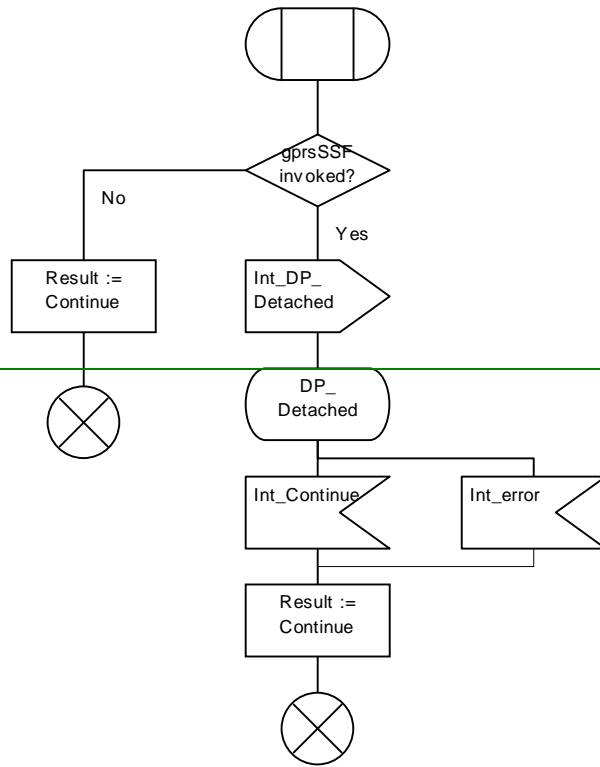 gprsSSF
invoked?
No
Yes
Result :=
Continue
Int_DP_
Detached
DP_
Detached
Int_Continue
Int_error
Result :=
Continue